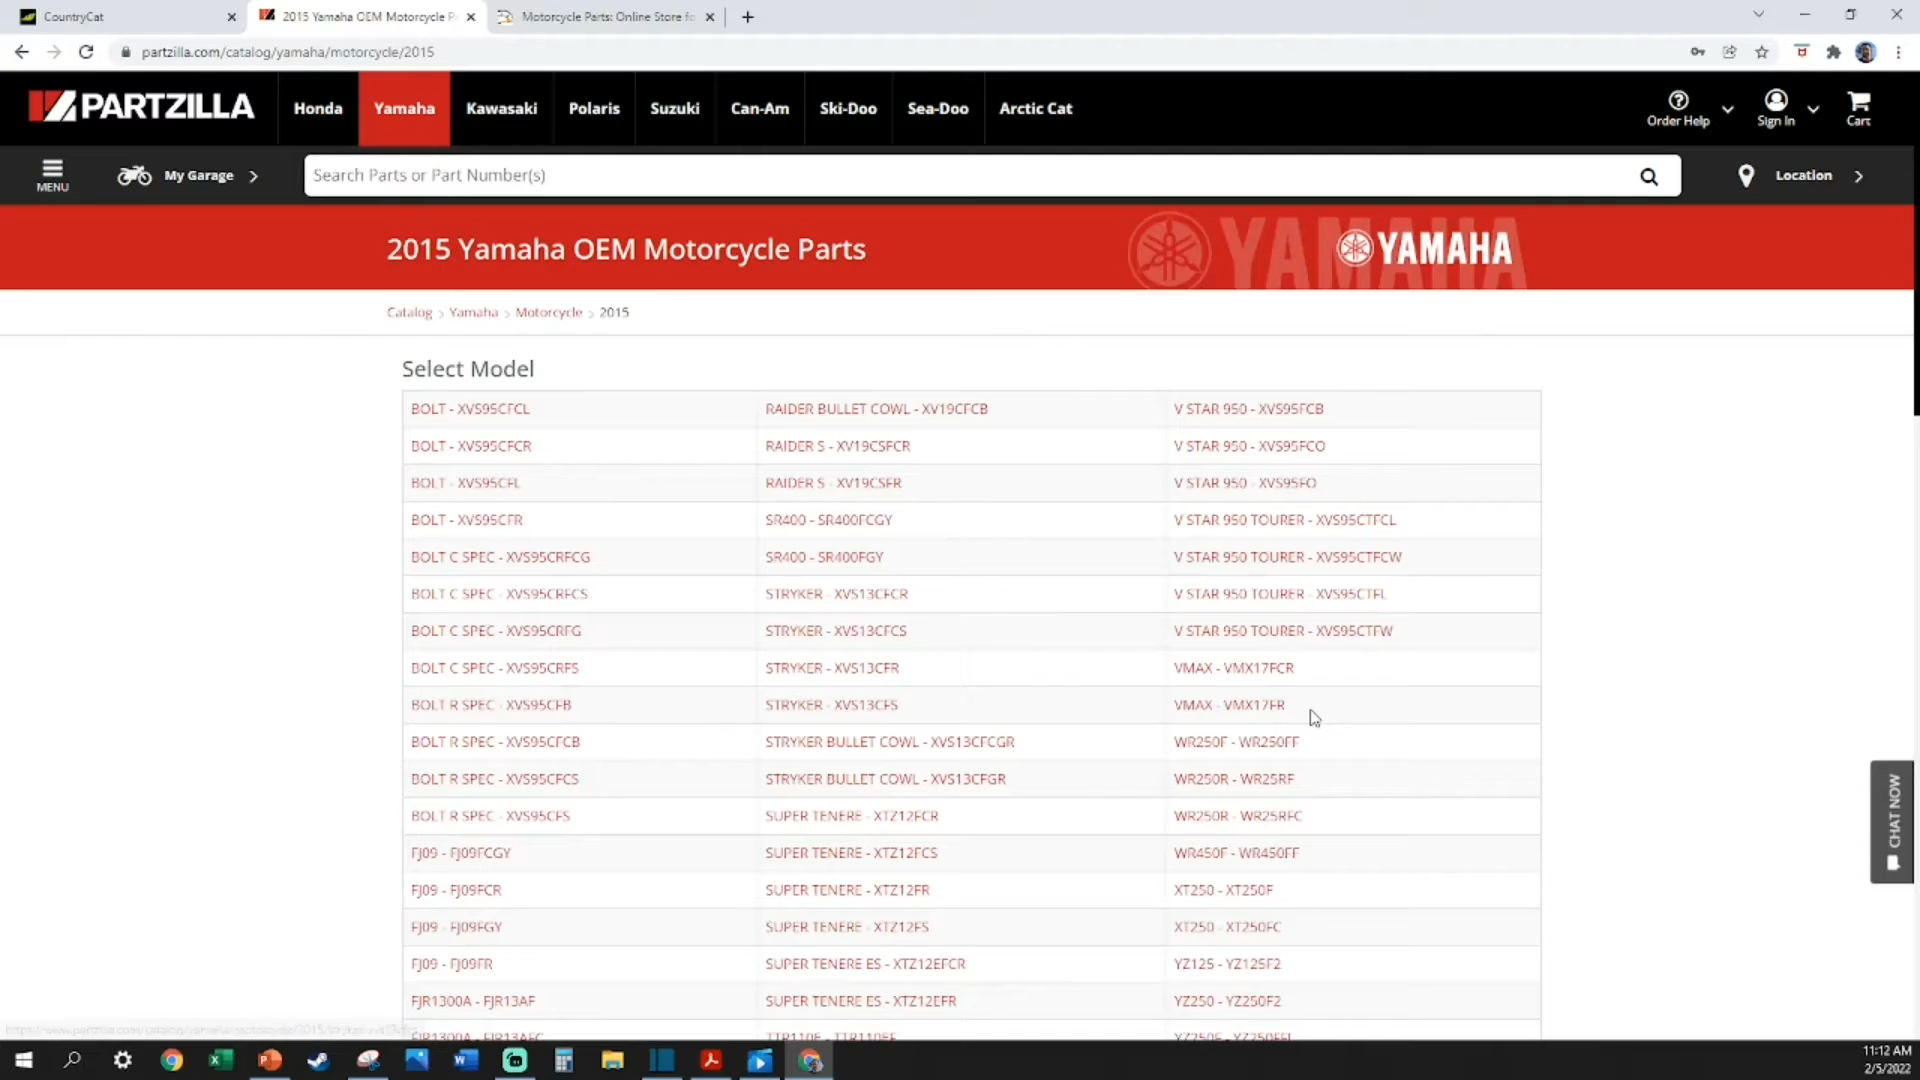 CountryCat
2015 Yamaha OEM Motorcycle P
Motorcycle Parts: Online Store fo
partzilla.com/catalog/yamaha/motorcycle/2015
PARTZILLA
Honda
Yamaha
Kawasaki
Polaris
Suzuki
Can-Am
Ski-Doo
Sea-Doo
Arctic Cat
Order Help
Sign In
Cart
MENU
My Garage
Search Parts or Part Number(s)
Location
2015 Yamaha OEM Motorcycle Parts
YAMAHA
YAMAHA
Catalog > Yamaha > Motorcycle > 2015
Select Model
BOLT - XVS95CFCL
RAIDER BULLET COWL - XV19CFCB
V STAR 950 - XVS95FCB
BOLT - XVS95CFCR
RAIDER S - XV19CSFCR
V STAR 950 - XVS95FCO
BOLT - XVS95CFL
RAIDER S - XV19CSFR
V STAR 950 - XVS95FO
BOLT - XVS95CFR
SR400 - SR400FCGY
V STAR 950 TOURER - XVS95CTFCL
BOLT C SPEC - XVS95CRFCG
SR400 - SR400FGY
V STAR 950 TOURER - XVS95CTFCW
BOLT C SPEC - XVS95CRFCS
STRYKER - XVS13CFCR
V STAR 950 TOURER - XVS95CTFL
BOLT C SPEC - XVS95CRFG
STRYKER - XVS13CFCS
V STAR 950 TOURER - XVS95CTFW
BOLT C SPEC - XVS95CRFS
STRYKER - XVS13CFR
VMAX - VMX17FCR
BOLT R SPEC - XVS95CFB
STRYKER - XVS13CFS
VMAX - VMX17FR
BOLT R SPEC - XVS95CFCB
STRYKER BULLET COWL - XVS13CFCGR
WR250F - WR250FF
BOLT R SPEC - XVS95CFCS
STRYKER BULLET COWL - XVS13CFGR
WR250R - WR25RF
BOLT R SPEC - XVS95CFS
SUPER TENERE - XTZ12FCR
WR250R - WR25RFC
FJ09 - FJ09FCGY
SUPER TENERE - XTZ12FCS
WR450F - WR450FF
FJ09 - FJ09FCR
SUPER TENERE - XTZ12FR
XT250 - XT250F
FJ09 - FJ09FGY
SUPER TENERE - XTZ12FS
XT250 - XT250FC
FJ09 - FJ09FR
SUPER TENERE ES - XTZ12EFCR
YZ125 - YZ125F2
FJR1300A - FJR13AF
SUPER TENERE ES - XTZ12EFR
YZ250 - YZ250F2
FJR1300A - FJR13AFC
TTR110E - TTR110EF
CHAT NOW
11:12 AM
2/5/2022